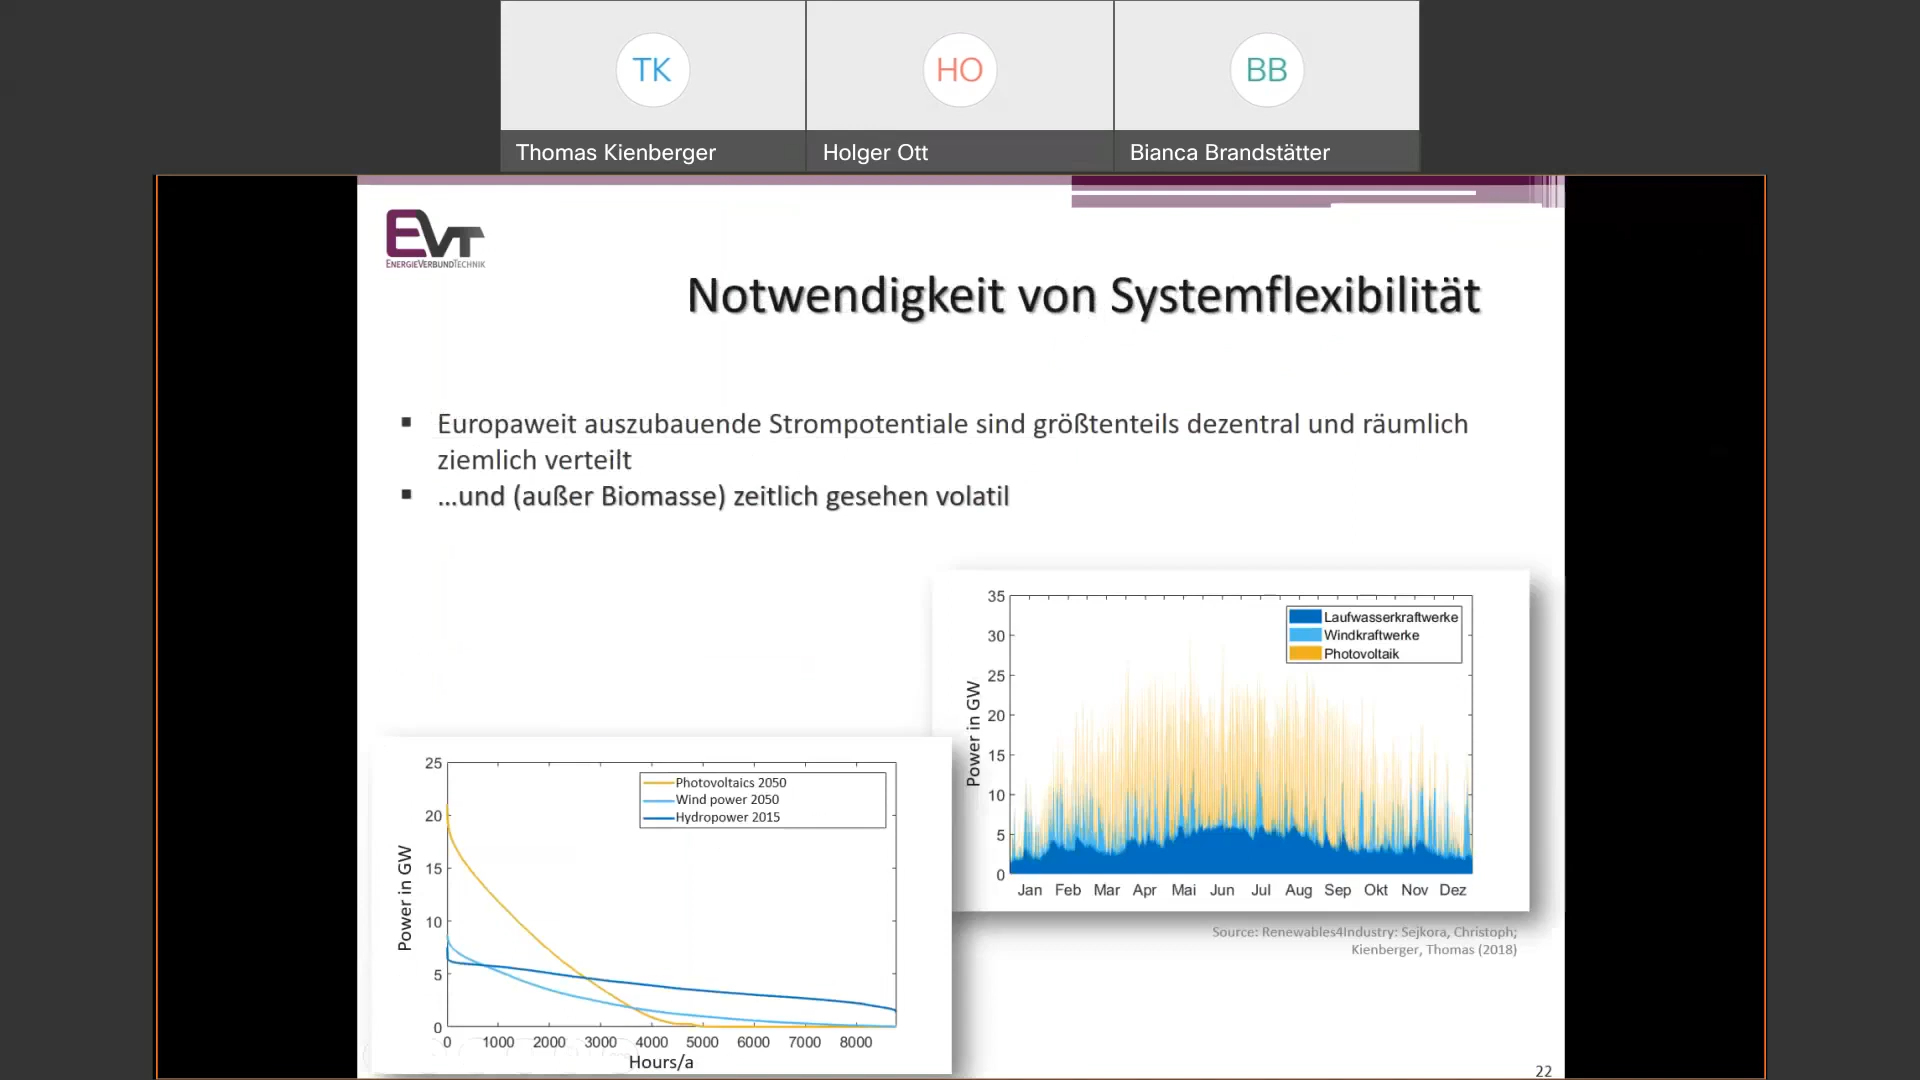 TK
HO
BB
Thomas Kienberger
Holger Ott
Bianca Brandstätter
EVT
ENERGIEVERBUNDTECHNIK
Notwendigkeit von Systemflexibilität
Europaweit auszubauende Strompotentiale sind größtenteils dezentral und räumlich
ziemlich verteilt
...und (außer Biomasse) zeitlich gesehen volatil
35
30
25
20
15
10
5
0
Power in GW
Laufwasserkraftwerke
Windkraftwerke
Photovoltaik
Jan Feb Mar Apr Mai Jun Jul Aug Sep Okt Nov Dez
Source: Renewables4Industry: Sejkora, Christoph;
Kienberger, Thomas (2018)
25
20
15
10
5
0
Power in GW
Photovoltaics 2050
Wind power 2050
Hydropower 2015
0 1000 2000 3000 4000 5000 6000 7000 8000
Hours/a
22